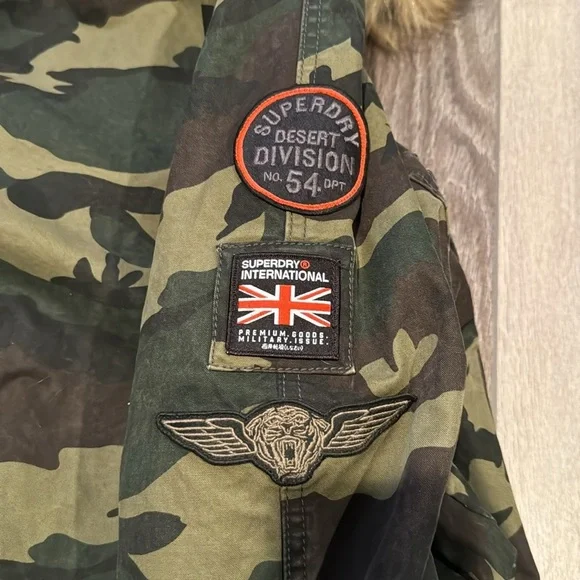 SUPERDRY
DESERT
DIVISION
NO. 54 DPT
SUPERDRY®
INTERNATIONAL
PREMIUM.GOODS.
MILITARY.ISSUE.